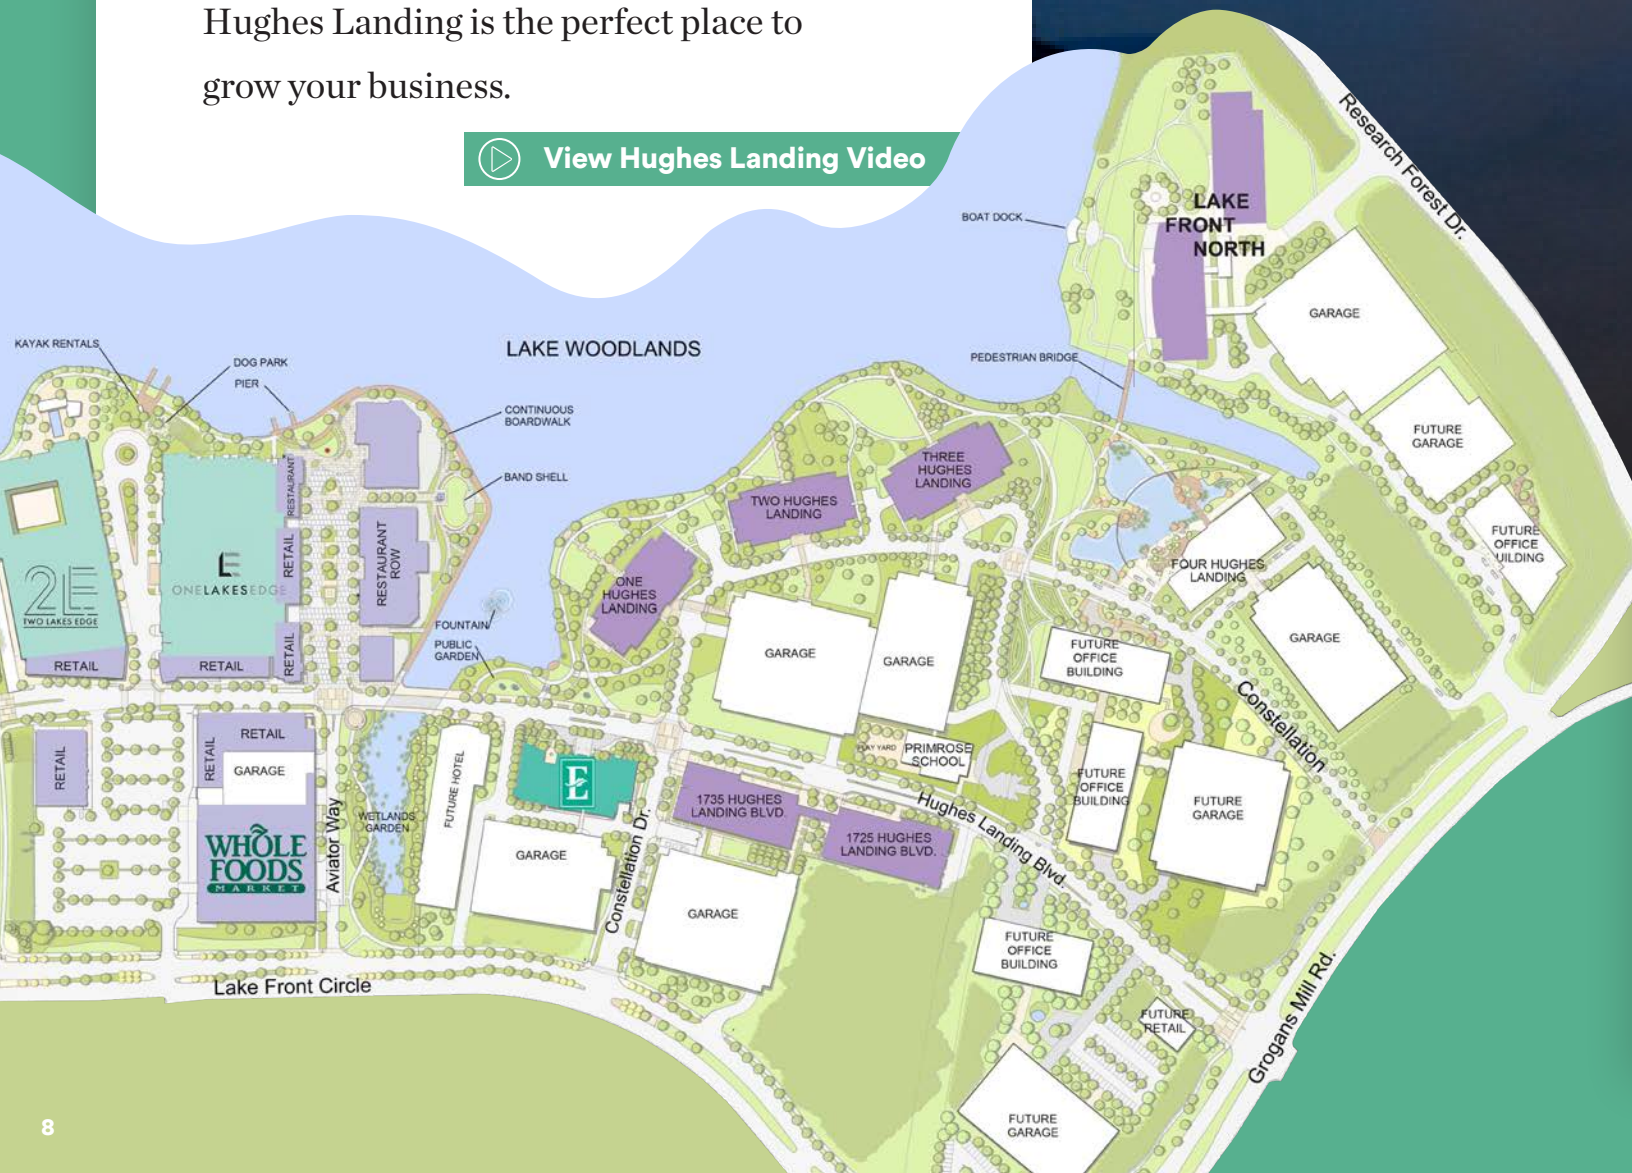 Hughes Landing is the perfect place to
grow your business.
View Hughes Landing Video
Research Forest Dr.
LAKE
FRONT
NORTH
BOAT DOCK
GARAGE
KAYAK RENTALS
DOG PARK
PIER
LAKE WOODLANDS
PEDESTRIAN BRIDGE
CONTINUOUS
BOARDWALK
BAND SHELL
FUTURE
GARAGE
THREE
HUGHES
LANDING
TWO HUGHES
LANDING
RESTAURANT
RETAIL
RESTAURANT
ROW
FUTURE
OFFICE
UILDING
FOUR HUGHES
LANDING
ONE
HUGHES
LANDING
2LE
TWO LAKES EDGE
LE
ONELAKESEDGE
FOUNTAIN
PUBLIC
GARDEN
RETAIL
RETAIL
RETAIL
GARAGE
GARAGE
FUTURE
OFFICE
BUILDING
GARAGE
Constellation
RETAIL
RETAIL
RETAIL
GARAGE
PLAY YARD
PRIMROSE
SCHOOL
FUTURE HOTEL
E
FUTURE
OFFICE
BUILDING
FUTURE
GARAGE
1735 HUGHES
LANDING BLVD.
1725 HUGHES
LANDING BLVD.
Hughes Landing Blvd.
WHOLE
FOODS
MARKET
Aviator Way
WETLANDS
GARDEN
GARAGE
Constellation Dr.
GARAGE
FUTURE
OFFICE
BUILDING
Lake Front Circle
FUTURE
RETAIL
Grogans Mill Rd.
FUTURE
GARAGE
8